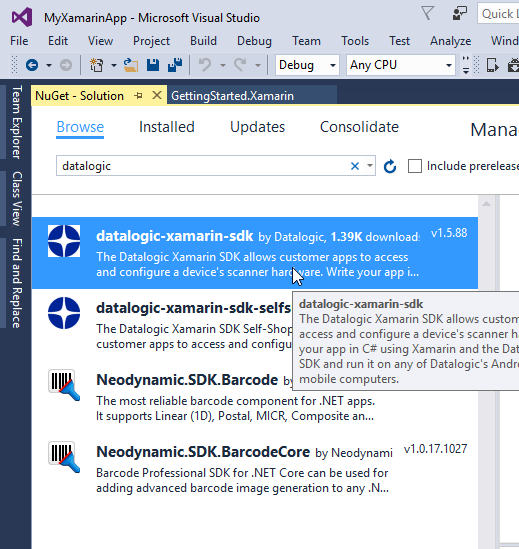 MyXamarinApp - Microsoft Visual Studio
Quick L
File Edit View Project Build Debug Team Tools Test Analyze Window
Debug Any CPU
Team Explorer
Class View
Find and Replace
NuGet - Solution GettingStarted.Xamarin
Browse Installed Updates Consolidate Mana
datalogic Include prerelease
datalogic-xamarin-sdk by Datalogic, 1.39K downloads v1.5.88
The Datalogic Xamarin SDK allows customer apps to access
and configure a device's scanner hardware. Write your app i...
datalogic-xamarin-sdk-selfs
The Datalogic Xamarin SDK Self-Shop
customer apps to access and configu
datalogic-xamarin-sdk
The Datalogic Xamarin SDK allows custom
access and configure a device's scanner ha
your app in C# using Xamarin and the Dat
SDK and run it on any of Datalogic's Andr
mobile computers.
Neodynamic.SDK.Barcode by
The most reliable barcode component for .NET apps.
It supports Linear (1D), Postal, MICR, Composite an...
Neodynamic.SDK.BarcodeCore by Neodynami v1.0.17.1027
Barcode Professional SDK for .NET Core can be used for
adding advanced barcode image generation to any .N...